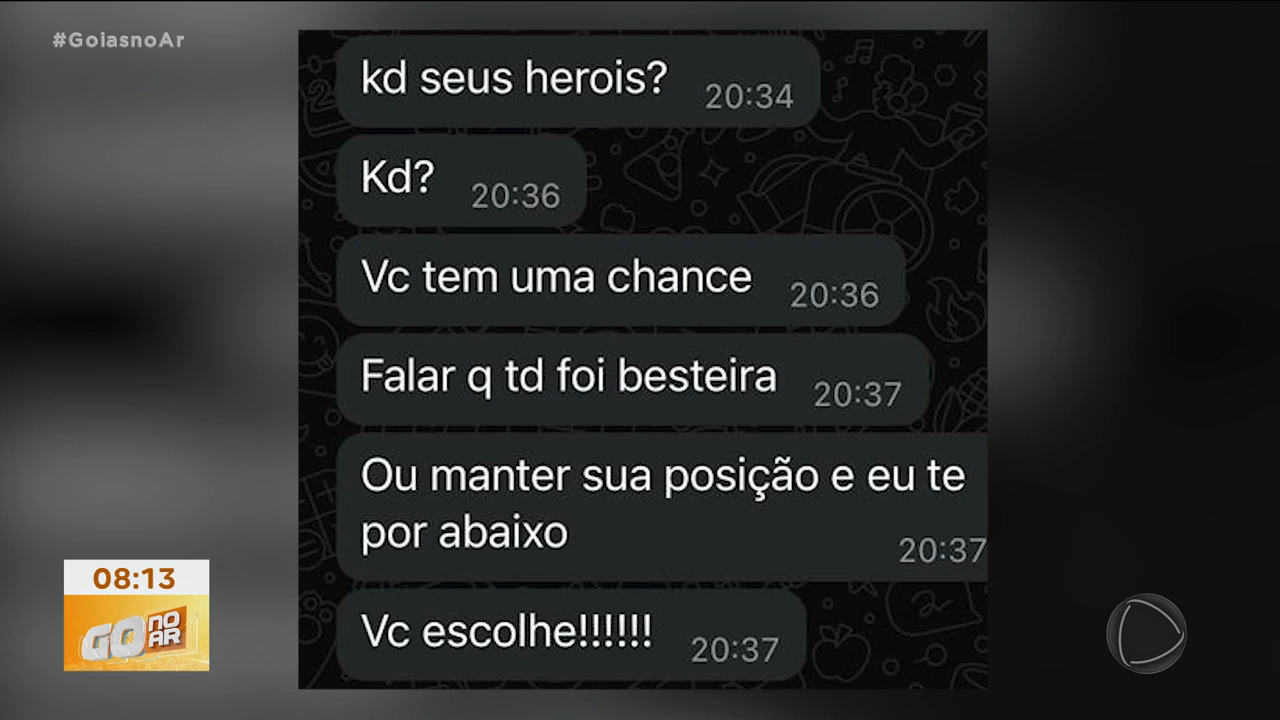 #GoiasnoAr
kd seus herois? 20:34
Kd? 20:36
Vc tem uma chance 20:36
Falar q td foi besteira 20:37
Ou manter sua posição e eu te
por abaixo 20:37
Vc escolhe!!!!!! 20:37
08:13
GO NO AR